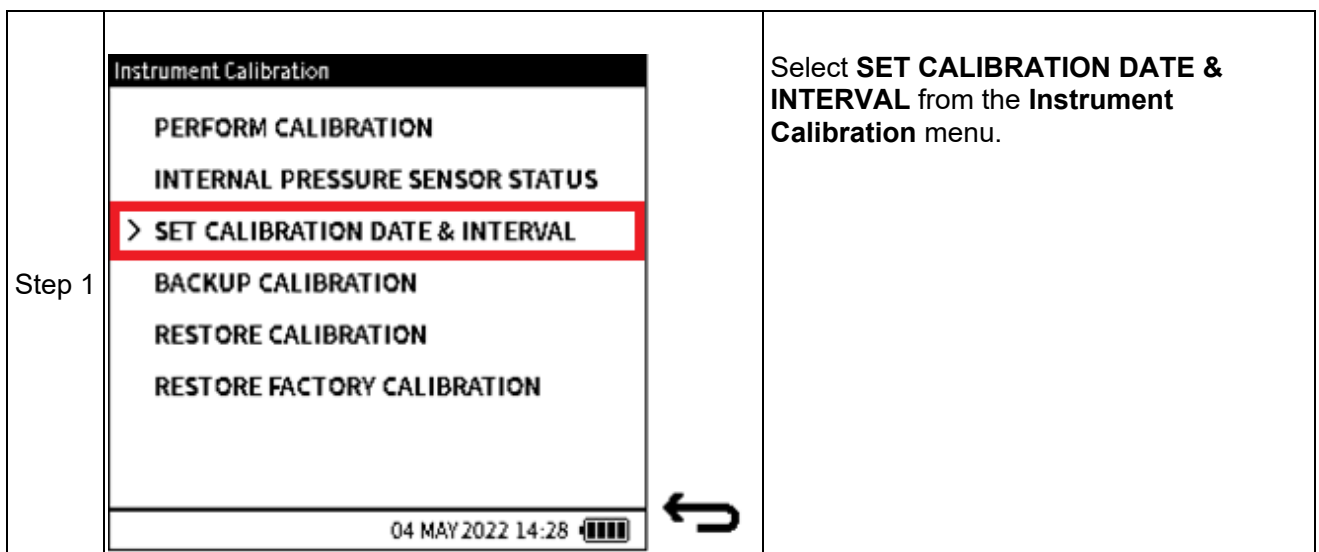 Step 1
Instrument Calibration
PERFORM CALIBRATION
INTERNAL PRESSURE SENSOR STATUS
> SET CALIBRATION DATE & INTERVAL
BACKUP CALIBRATION
RESTORE CALIBRATION
RESTORE FACTORY CALIBRATION
04 MAY 2022 14:28
Select SET CALIBRATION DATE &
INTERVAL from the Instrument
Calibration menu.